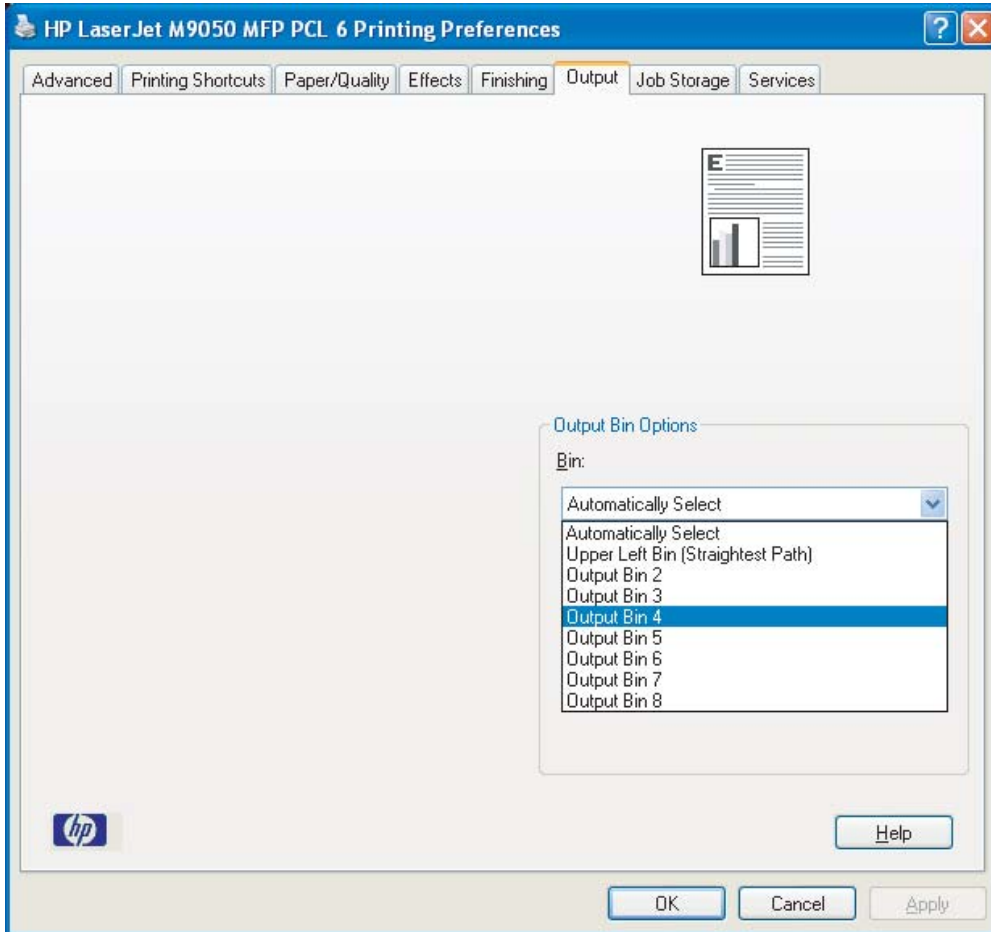 HP LaserJet M9050 MFP PCL 6 Printing Preferences
Advanced Printing Shortcuts Paper/Quality Effects Finishing Output Job Storage Services
E
Output Bin Options
Bin:
Automatically Select
Automatically Select
Upper Left Bin (Straightest Path)
Output Bin 2
Output Bin 3
Output Bin 4
Output Bin 5
Output Bin 6
Output Bin 7
Output Bin 8
hp
Help
OK Cancel Apply